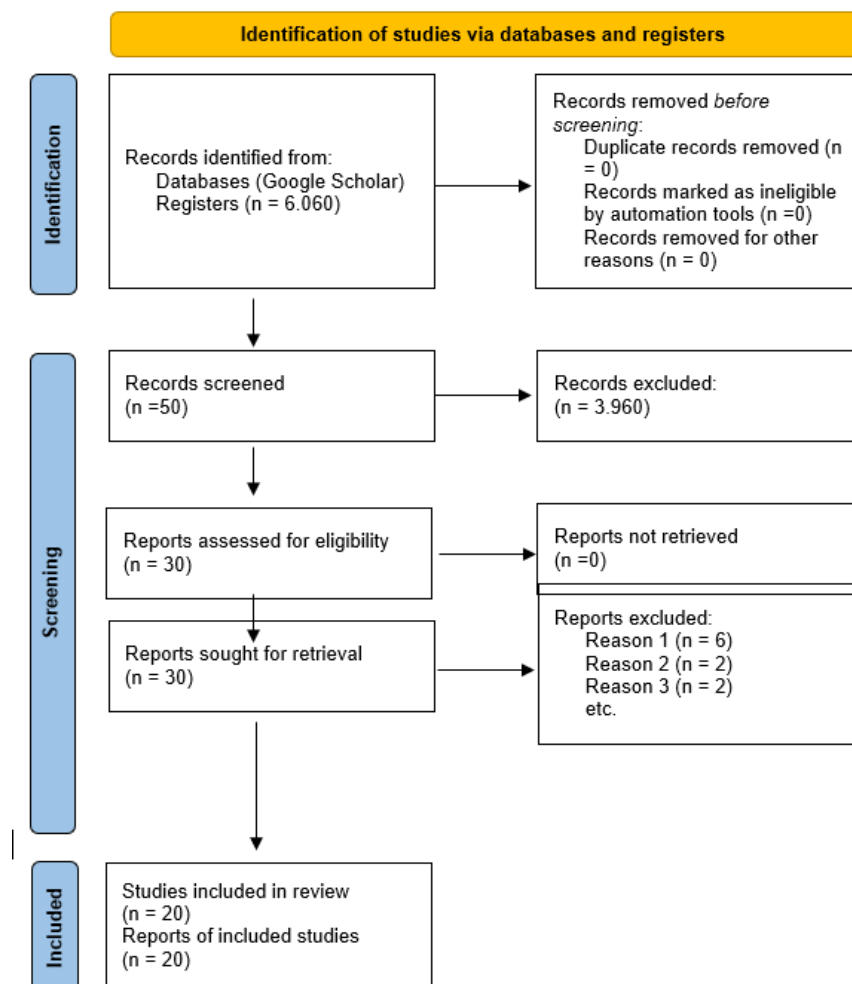 Identification of studies via databases and registers
Identification
Records identified from:
Databases (Google Scholar)
Registers (n = 6.060)
Records removed before
screening:
Duplicate records removed (n
= 0)
Records marked as ineligible
by automation tools (n =0)
Records removed for other
reasons (n = 0)
Screening
Records screened
(n =50)
Records excluded:
(n = 3.960)
Reports assessed for eligibility
(n = 30)
Reports not retrieved
(n =0)
Reports sought for retrieval
(n = 30)
Reports excluded:
Reason 1 (n = 6)
Reason 2 (n = 2)
Reason 3 (n = 2)
etc.
Included
Studies included in review
(n = 20)
Reports of included studies
(n = 20)